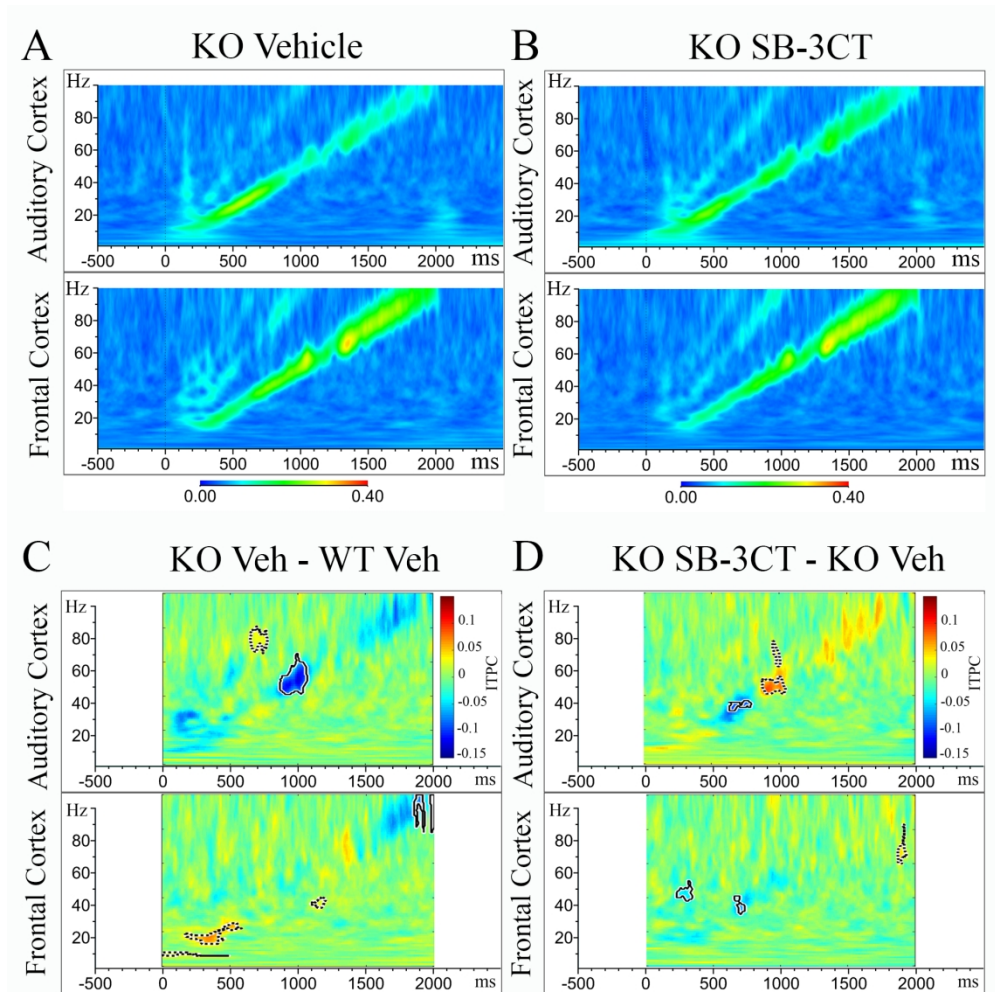 A KO Vehicle
B KO SB-3CT
Auditory Cortex
Hz
80
60
40
20
-500 0 500 1000 1500 2000 ms
Auditory Cortex
Hz
80
60
40
20
-500 0 500 1000 1500 2000 ms
Frontal Cortex
Hz
80
60
40
20
-500 0 500 1000 1500 2000 ms
0.00 0.40
Frontal Cortex
Hz
80
60
40
20
-500 0 500 1000 1500 2000 ms
0.00 0.40
C KO Veh - WT Veh
D KO SB-3CT - KO Veh
Auditory Cortex
Hz
80
60
40
20
-500 0 500 1000 1500 2000 ms
0.1
0.05
0
-0.05
-0.1
-0.15
ITPC
Auditory Cortex
Hz
80
60
40
20
-500 0 500 1000 1500 2000 ms
0.1
0.05
0
-0.05
-0.1
-0.15
ITPC
Frontal Cortex
Hz
80
60
40
20
-500 0 500 1000 1500 2000 ms
Frontal Cortex
Hz
80
60
40
20
-500 0 500 1000 1500 2000 ms